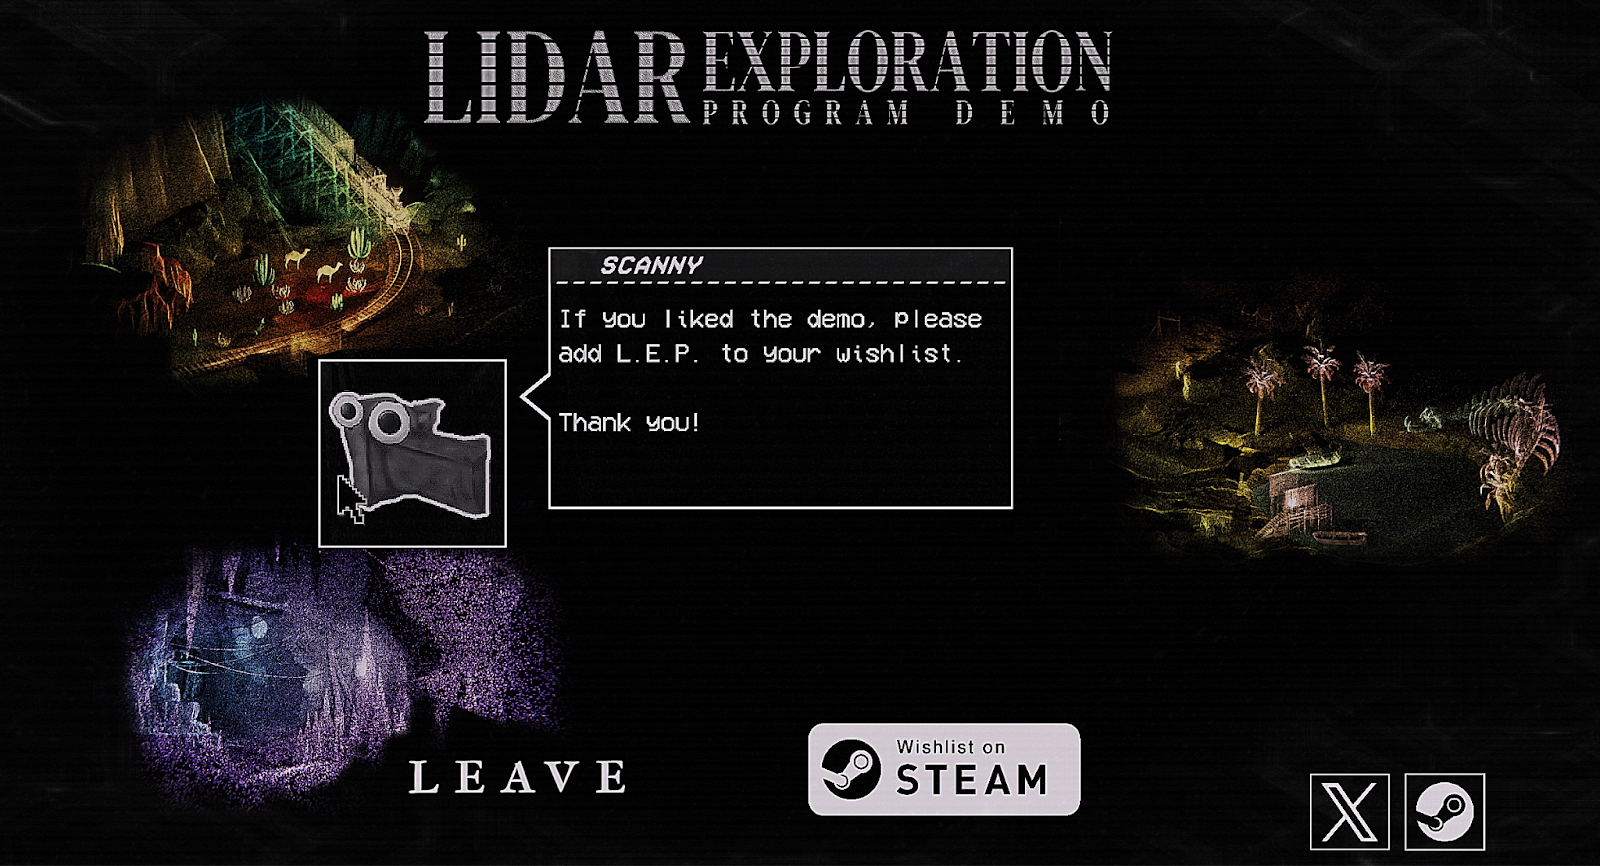 LIDAR EXPLORATION
PROGRAM DEMO
SCANNY
If you liked the demo, please
add L.E.P. to your wishlist.
Thank you!
LEAVE
Wishlist on
STEAM
X